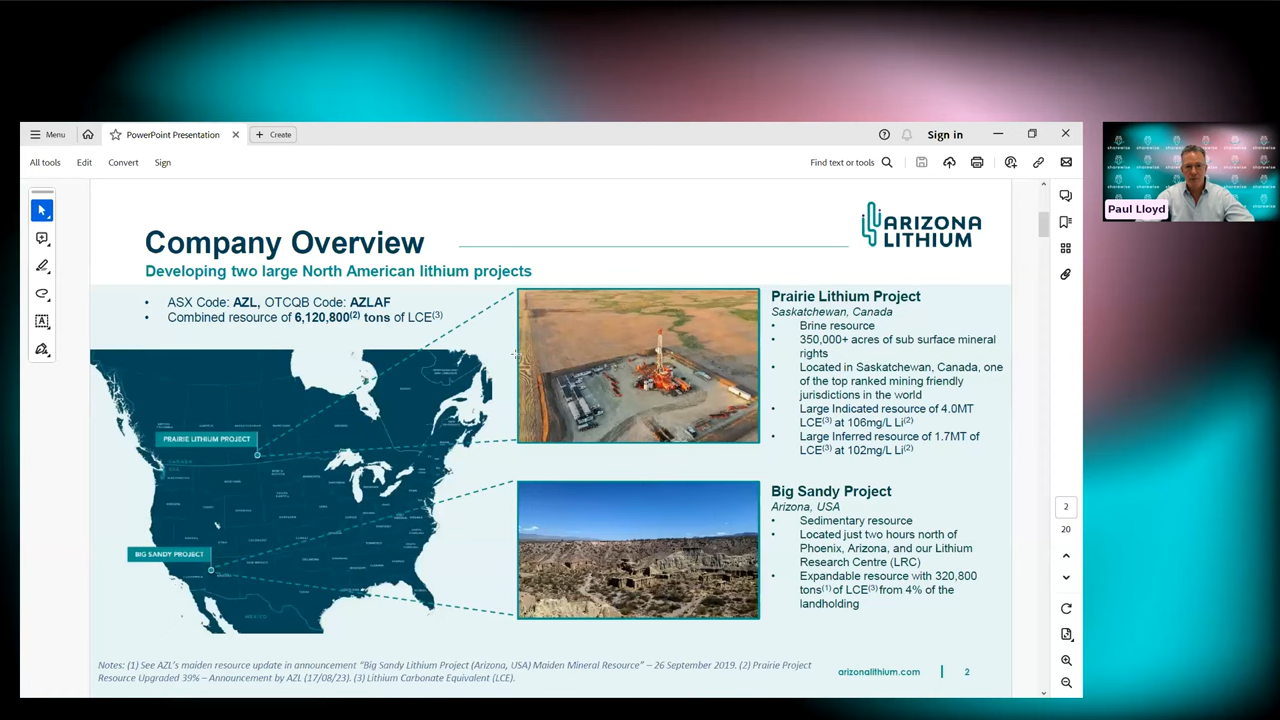 Menu
PowerPoint Presentation
Create
Sign in
All tools
Edit
Convert
Sign
Find text or tools
Company Overview
ARIZONA
LITHIUM
Developing two large North American lithium projects
• ASX Code: AZL, OTCQB Code: AZLAF
• Combined resource of 6,120,800(2) tons of LCE(3)
PRAIRIE LITHIUM PROJECT
BIG SANDY PROJECT
MEXICO
Prairie Lithium Project
Saskatchewan, Canada
• Brine resource
• 350,000+ acres of sub surface mineral
rights
• Located in Saskatchewan, Canada, one
of the top ranked mining friendly
jurisdictions in the world
• Large Indicated resource of 4.0MT
LCE(3) at 106mg/L Li(2)
• Large Inferred resource of 1.7MT of
LCE(3) at 102mg/L Li(2)
Big Sandy Project
Arizona, USA
• Sedimentary resource
• Located just two hours north of
Phoenix, Arizona, and our Lithium
Research Centre (LRC)
• Expandable resource with 320,800
tons(1) of LCE(3) from 4% of the
landholding
Notes: (1) See AZL's maiden resource update in announcement "Big Sandy Lithium Project (Arizona, USA) Maiden Mineral Resource" – 26 September 2019. (2) Prairie Project
Resource Upgraded 39% – Announcement by AZL (17/08/23). (3) Lithium Carbonate Equivalent (LCE).
arizonalithium.com
2
2
20
sharewise
Paul Lloyd